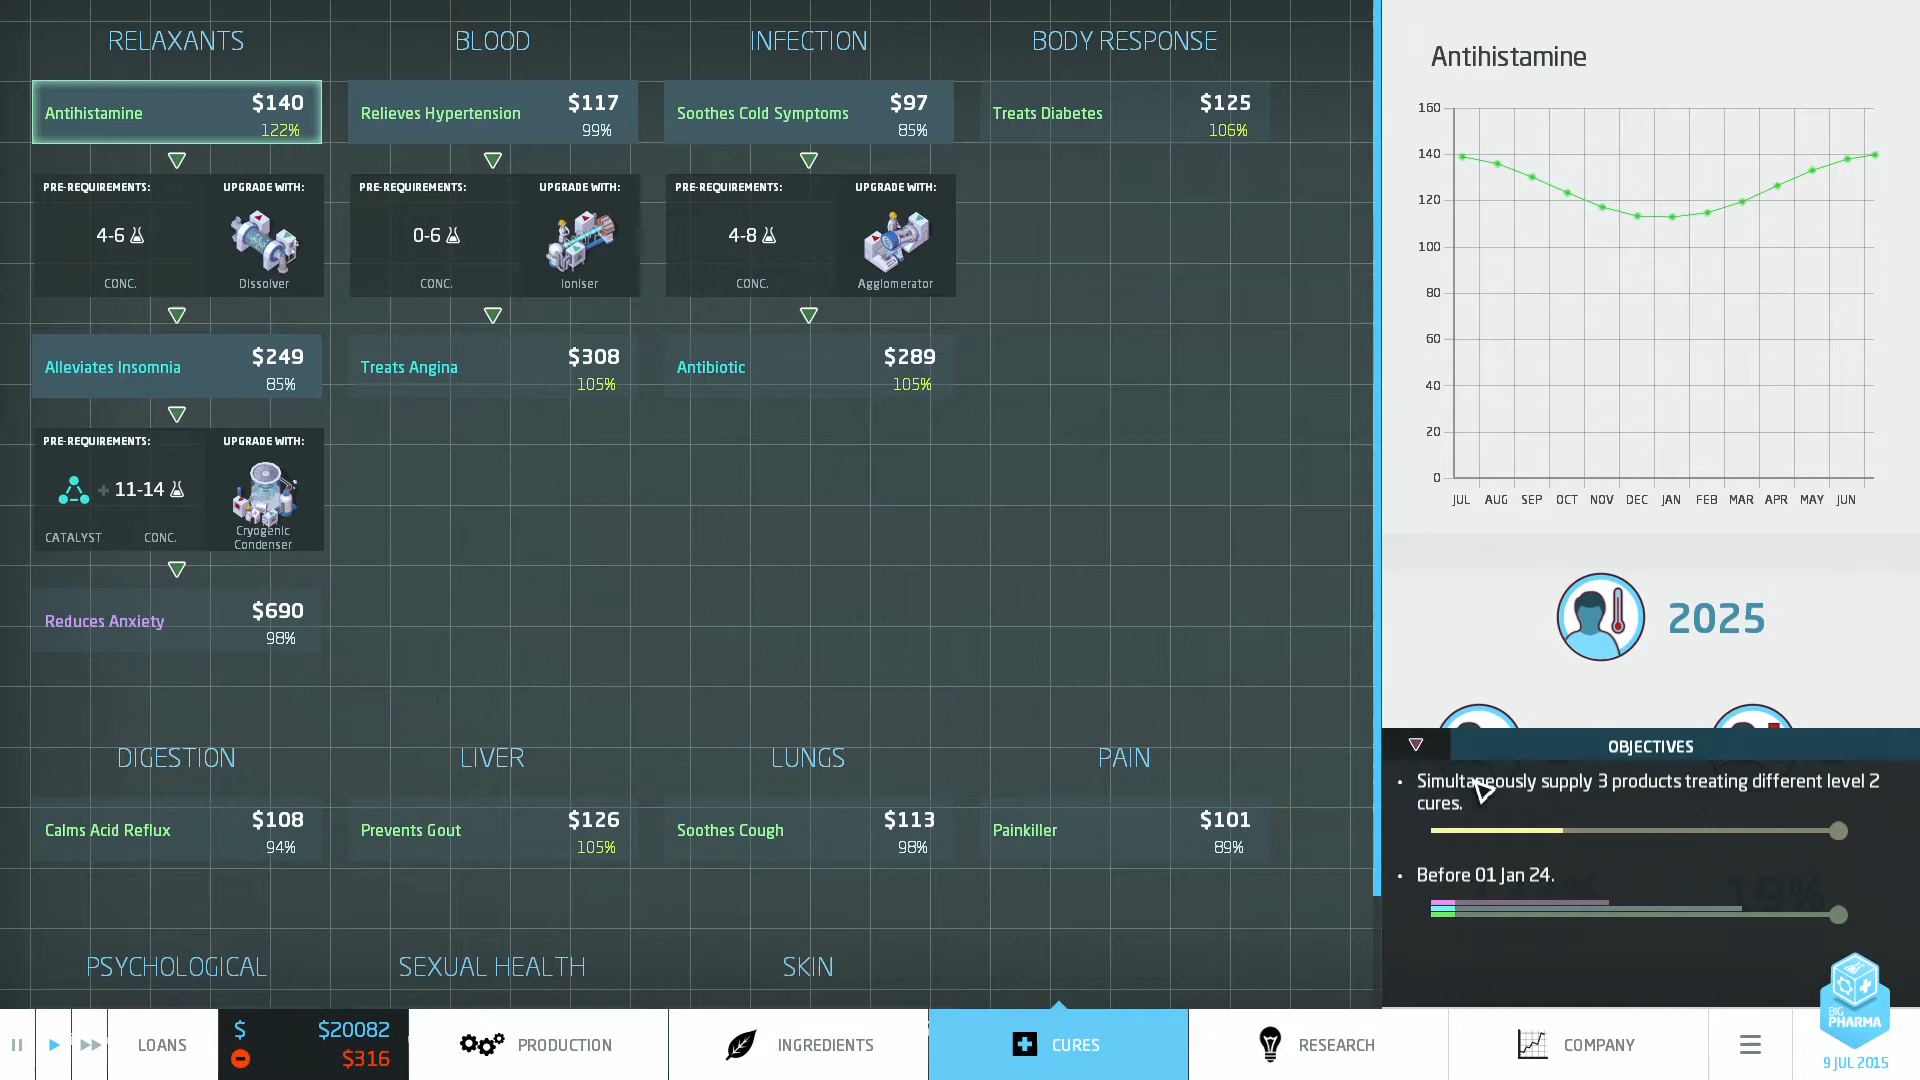 RELAXANTS
BLOOD
INFECTION
BODY RESPONSE
Antihistamine
$140
122%
Relieves Hypertension
$117
99%
Soothes Cold Symptoms
$97
85%
Treats Diabetes
$125
106%
PRE-REQUIREMENTS:
UPGRADE WITH:
4-6
CONC.
Dissolver
PRE-REQUIREMENTS:
UPGRADE WITH:
0-6
CONC.
Ioniser
PRE-REQUIREMENTS:
UPGRADE WITH:
4-8
CONC.
Agglomerator
Alleviates Insomnia
$249
85%
Treats Angina
$308
105%
Antibiotic
$289
105%
PRE-REQUIREMENTS:
UPGRADE WITH:
+ 11-14
CATALYST
CONC.
Cryogenic
Condenser
Reduces Anxiety
$690
98%
DIGESTION
LIVER
LUNGS
PAIN
Calms Acid Reflux
$108
94%
Prevents Gout
$126
105%
Soothes Cough
$113
98%
Painkiller
$101
89%
PSYCHOLOGICAL
SEXUAL HEALTH
SKIN
Antihistamine
160
140
120
100
80
60
40
20
0
JUL AUG SEP OCT NOV DEC JAN FEB MAR APR MAY JUN
2025
OBJECTIVES
• Simultaneously supply 3 products treating different level 2
cures.
• Before 01 Jan 24.
19%
LOANS
$ $20082
$316
PRODUCTION
INGREDIENTS
CURES
RESEARCH
COMPANY
BIG
PHARMA
9 JUL 2015